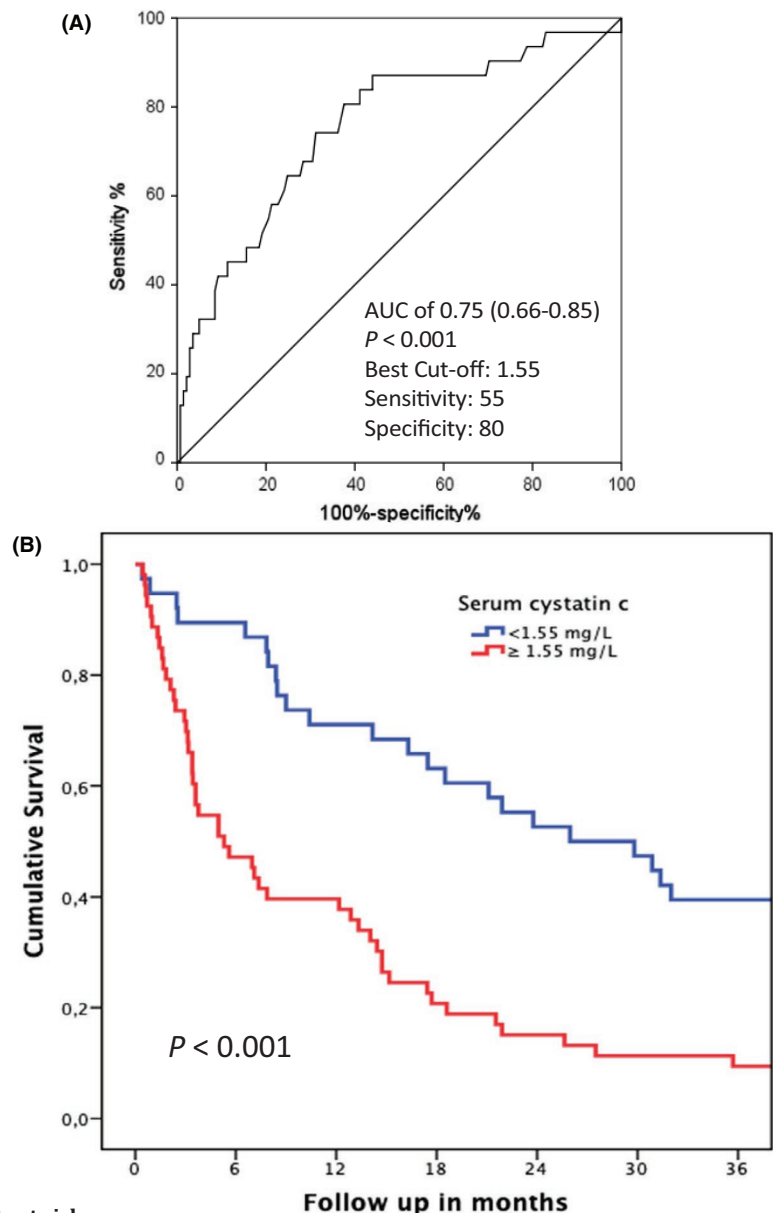 (A)
100
80
60
40
20
0
Sensitivity %
AUC of 0.75 (0.66-0.85)
P < 0.001
Best Cut-off: 1.55
Sensitivity: 55
Specificity: 80
0 20 40 60 80 100
100%-specificity%
(B)
1,0
0,8
0,6
0,4
0,2
0,0
Cumulative Survival
Serum cystatin c
<1.55 mg/L
≥ 1.55 mg/L
P < 0.001
0 6 12 18 24 30 36
Follow up in months